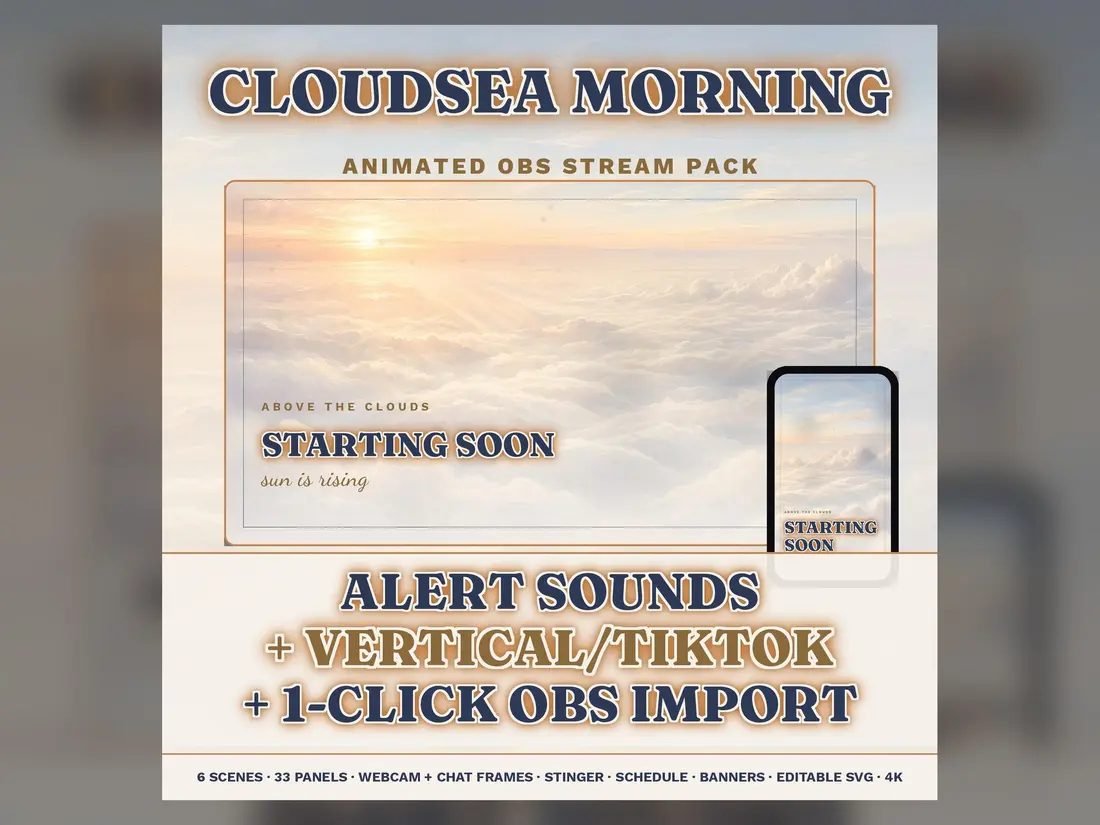 CLOUDSEA MORNING
ANIMATED OBS STREAM PACK
ABOVE THE CLOUDS
STARTING SOON
sun is rising
ABOVE THE CLOUDS
STARTING
SOON
ALERT SOUNDS
+ VERTICAL/TIKTOK
+ 1-CLICK OBS IMPORT
6 SCENES · 33 PANELS · WEBCAM + CHAT FRAMES · STINGER · SCHEDULE · BANNERS · EDITABLE SVG · 4K